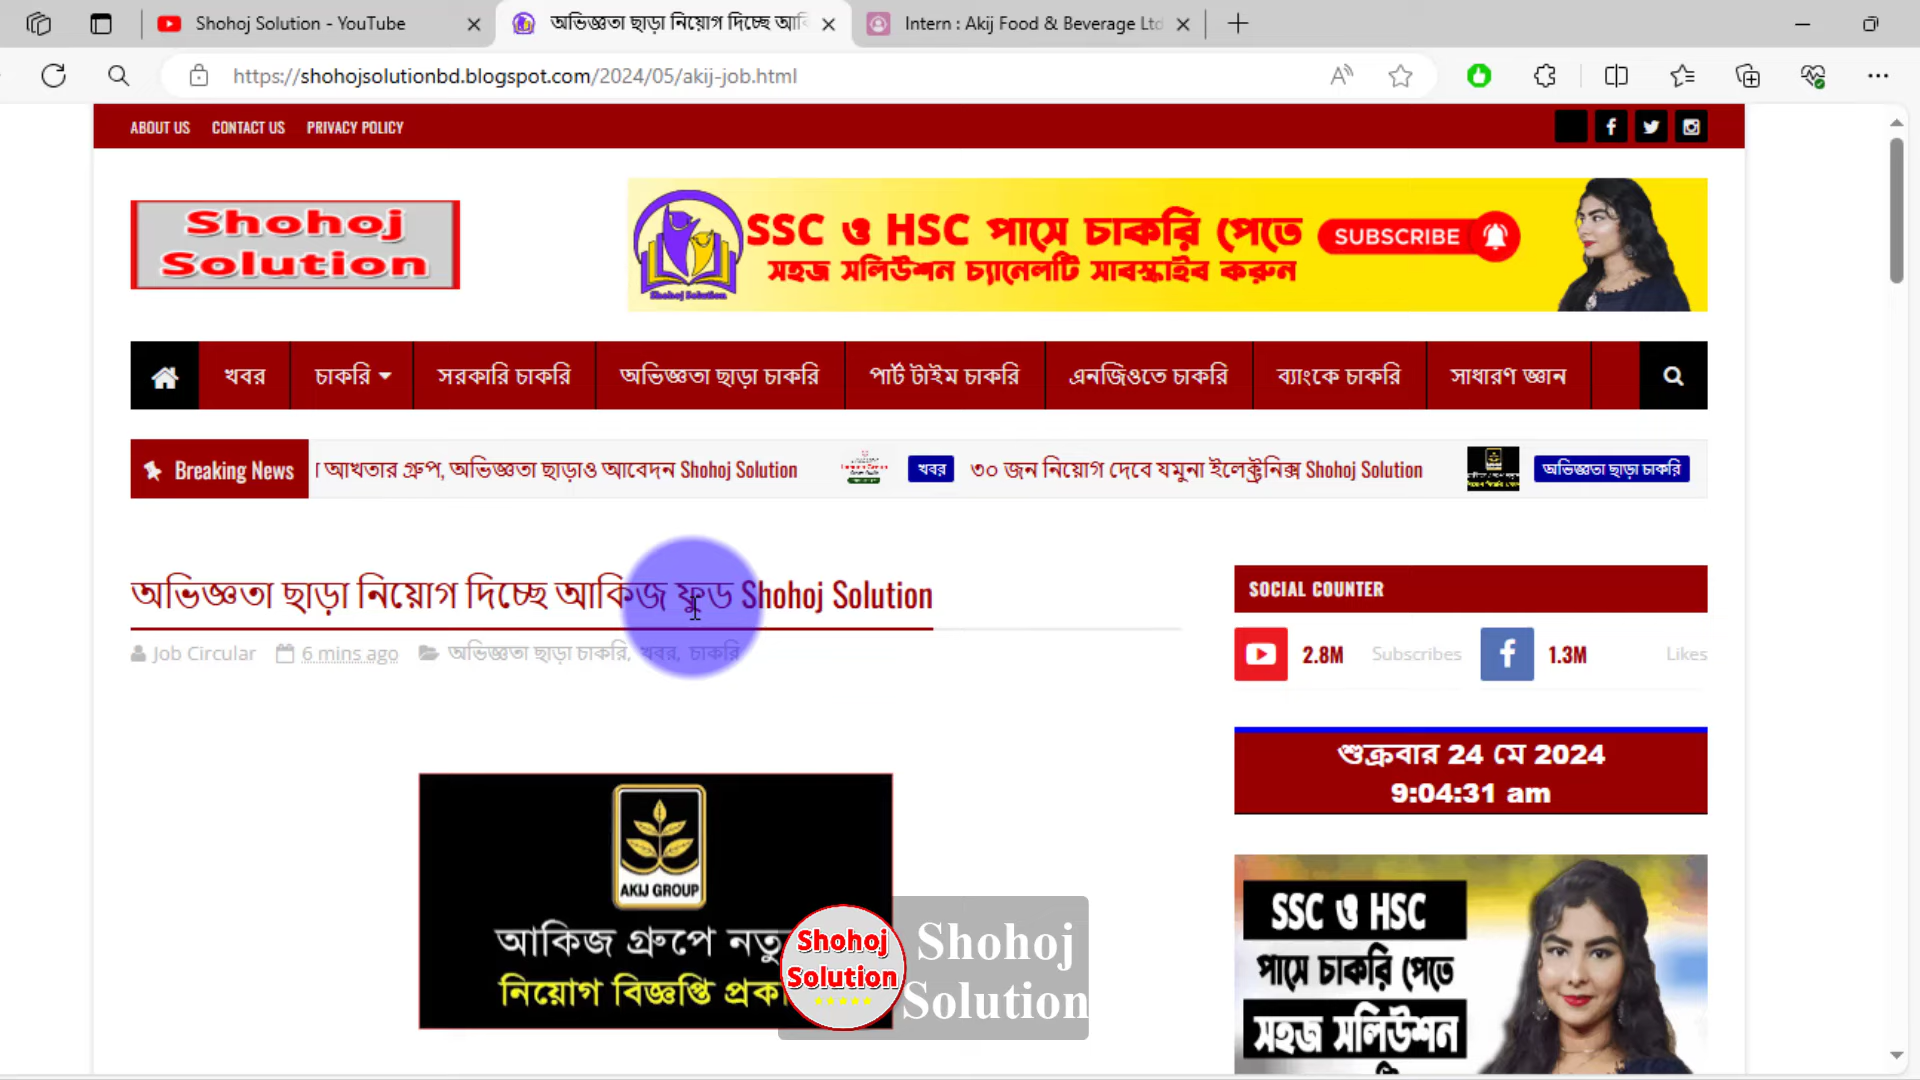 Shohoj Solution - YouTube
অভিজ্ঞতা ছাড়া নিয়োগ দিচ্ছে
Intern : Akij Food & Beverage Ltd
https://shohojsolutionbd.blogspot.com/2024/05/akij-job.html
ABOUT US CONTACT US PRIVACY POLICY
Shohoj
Solution
SSC ও HSC পাসে চাকরি পেতে
সহজ সলিউশন চ্যানেলটি সাবস্ক্রাইব করুন
SUBSCRIBE
Shohoj Solution
খবর চাকরি সরকারি চাকরি অভিজ্ঞতা ছাড়া চাকরি পার্ট টাইম চাকরি এনজিওতে চাকরি ব্যাংকে চাকরি সাধারণ জ্ঞান
Breaking News আখতার গ্রুপ, অভিজ্ঞতা ছাড়াও আবেদন Shohoj Solution খবর ৩০ জন নিয়োগ দেবে যমুনা ইলেক্ট্রনিক্স Shohoj Solution অভিজ্ঞতা ছাড়া চাকরি
অভিজ্ঞতা ছাড়া নিয়োগ দিচ্ছে আকিজ ফুড Shohoj Solution
Job Circular 6 mins ago অভিজ্ঞতা ছাড়া চাকরি, খবর, চাকরি
SOCIAL COUNTER
2.8M Subscribes 1.3M Likes
শুক্রবার 24 মে 2024
9:04:31 am
AKIJ GROUP
আকিজ গ্রুপে
নিয়োগ বিজ্ঞপ্তি
Shohoj
Solution
Shohoj
Solution
SSC ও HSC
পাসে চাকরি পেতে
সহজ সলিউশন